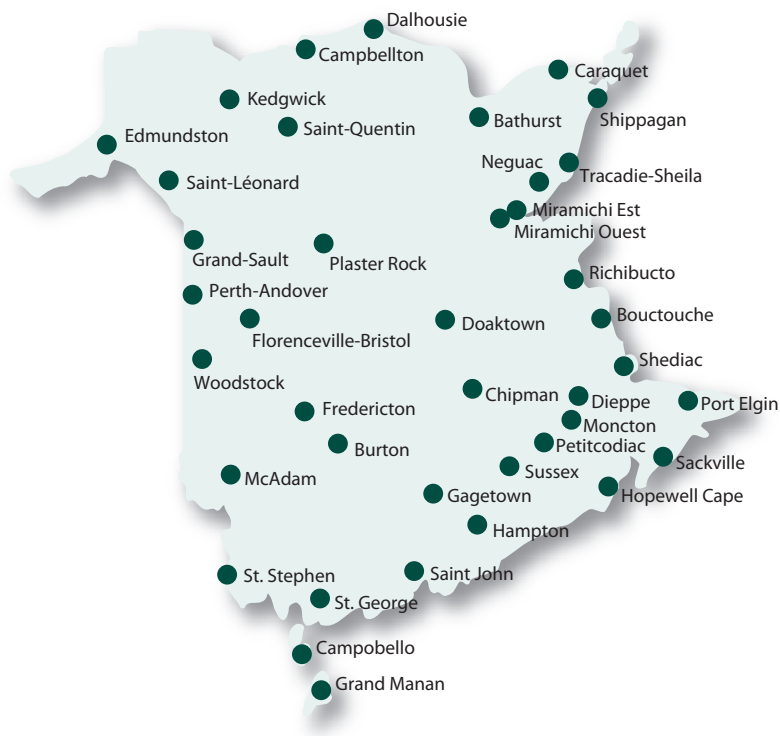 Dalhousie
Campbellton
Caraquet
Kedgwick
Shippagan
Bathurst
Saint-Quentin
Edmundston
Neguac
Tracadie-Sheila
Saint-Léonard
Miramichi Est
Miramichi Ouest
Grand-Sault
Plaster Rock
Richibucto
Perth-Andover
Bouctouche
Doaktown
Florenceville-Bristol
Shediac
Woodstock
Chipman
Dieppe
Port Elgin
Fredericton
Moncton
Burton
Petitcodiac
Sackville
Sussex
McAdam
Gagetown
Hopewell Cape
Hampton
Saint John
St. Stephen
St. George
Campobello
Grand Manan